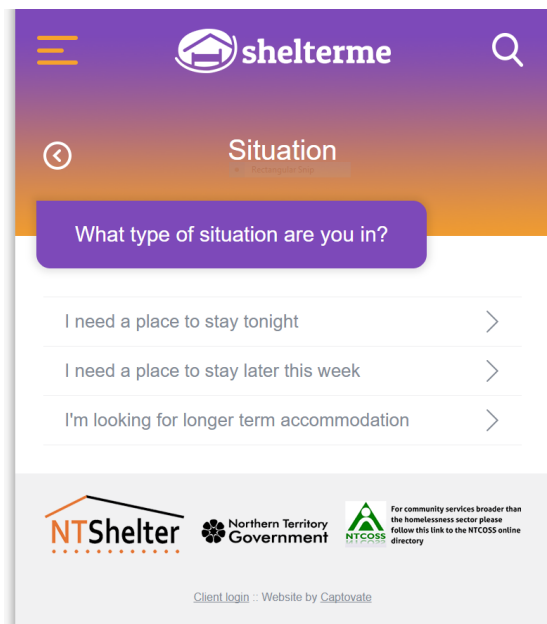 shelterme
Situation
Rectangular Snip
What type of situation are you in?
I need a place to stay tonight
I need a place to stay later this week
I'm looking for longer term accommodation
NTShelter
Northern Territory
Government
NTCOSS
For community services broader than
the homelessness sector please
follow this link to the NTCOSS online
directory
Client login :: Website by Captovate